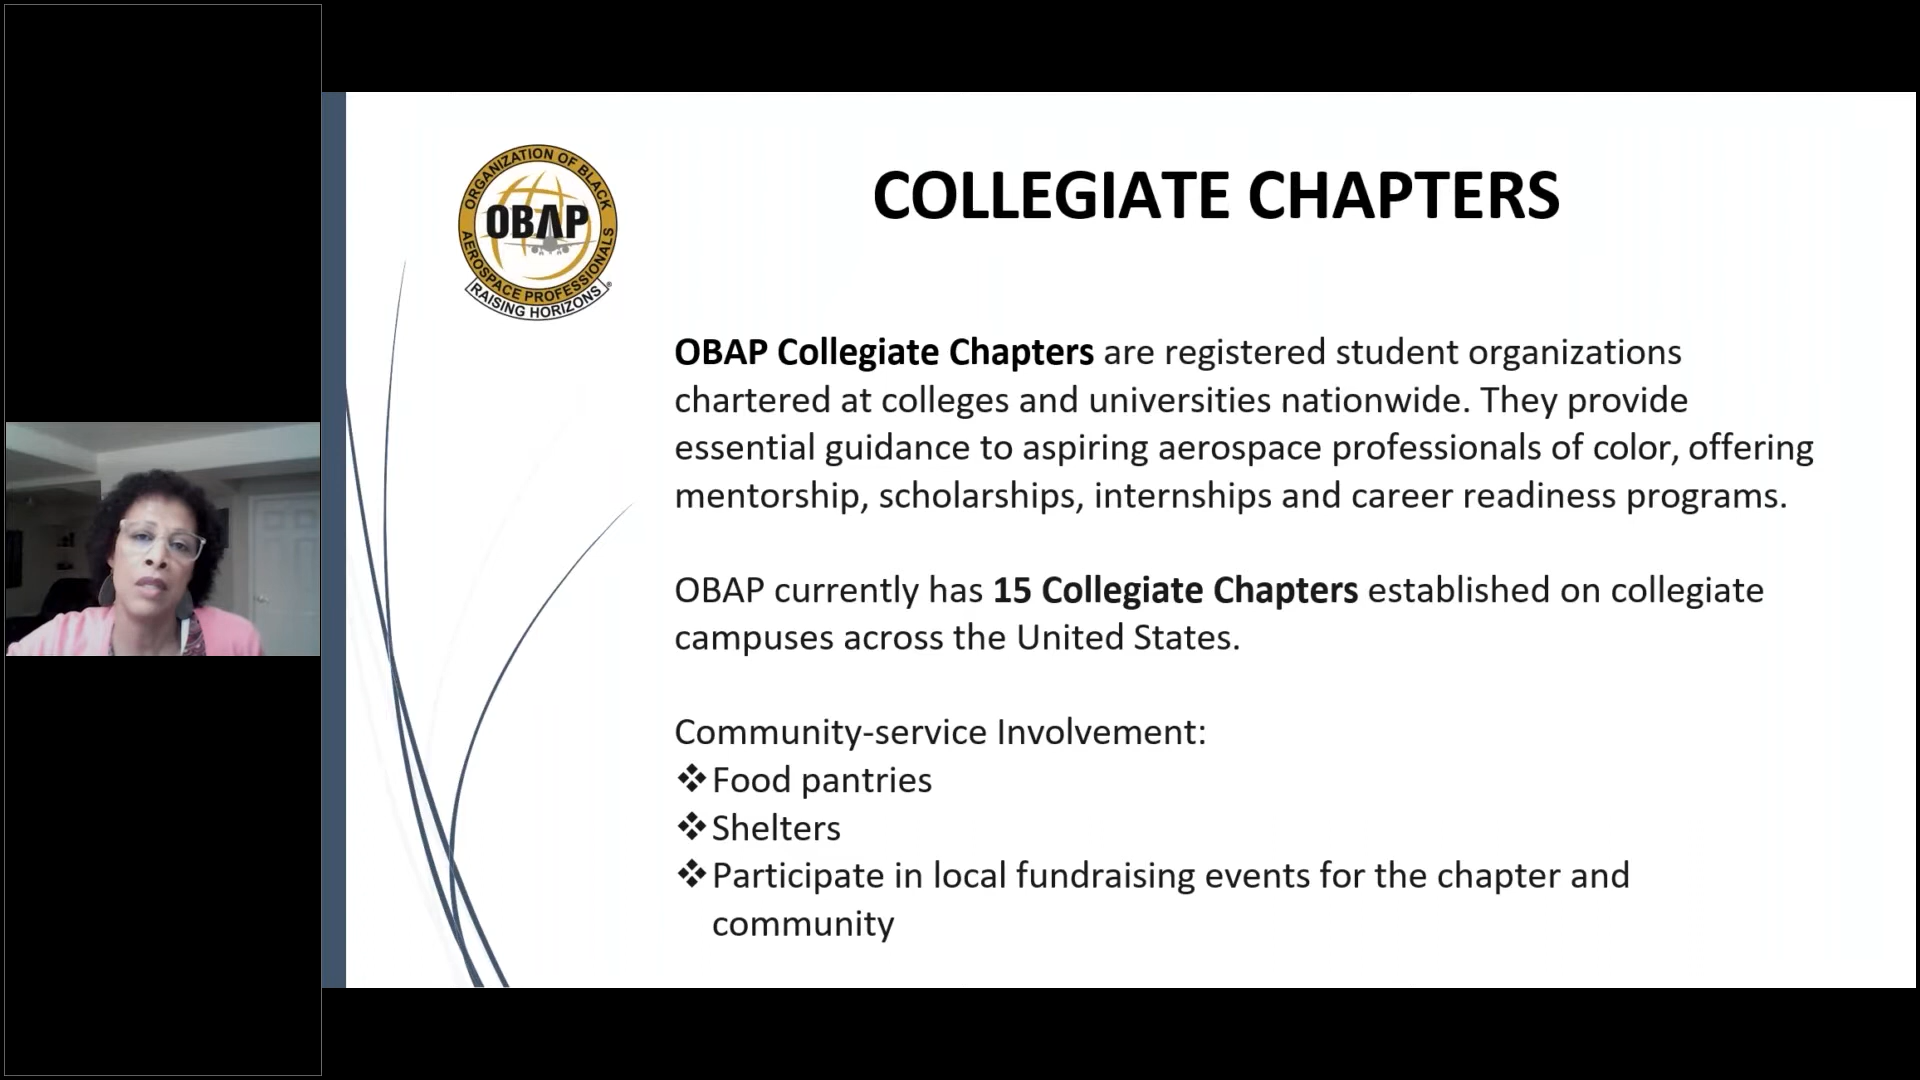 ORGANIZATION OF BLACK
OBAP
AEROSPACE PROFESSIONALS
RAISING HORIZONS®
COLLEGIATE CHAPTERS
OBAP Collegiate Chapters are registered student organizations
chartered at colleges and universities nationwide. They provide
essential guidance to aspiring aerospace professionals of color, offering
mentorship, scholarships, internships and career readiness programs.
OBAP currently has 15 Collegiate Chapters established on collegiate
campuses across the United States.
Community-service Involvement:
❖Food pantries
❖Shelters
❖Participate in local fundraising events for the chapter and
community